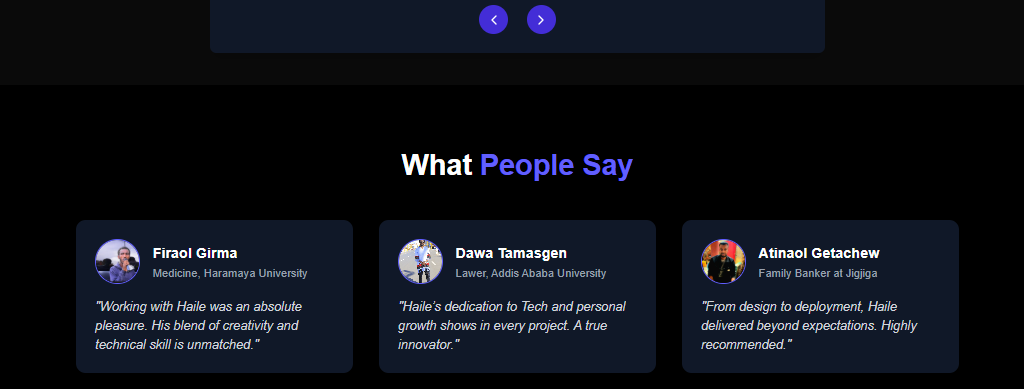 What People Say
Firaol Girma
Medicine, Haramaya University
"Working with Haile was an absolute
pleasure. His blend of creativity and
technical skill is unmatched."
Dawa Tamasgen
Lawer, Addis Ababa University
"Haile's dedication to Tech and personal
growth shows in every project. A true
innovator."
Atinaol Getachew
Family Banker at Jigjiga
"From design to deployment, Haile
delivered beyond expectations. Highly
recommended."